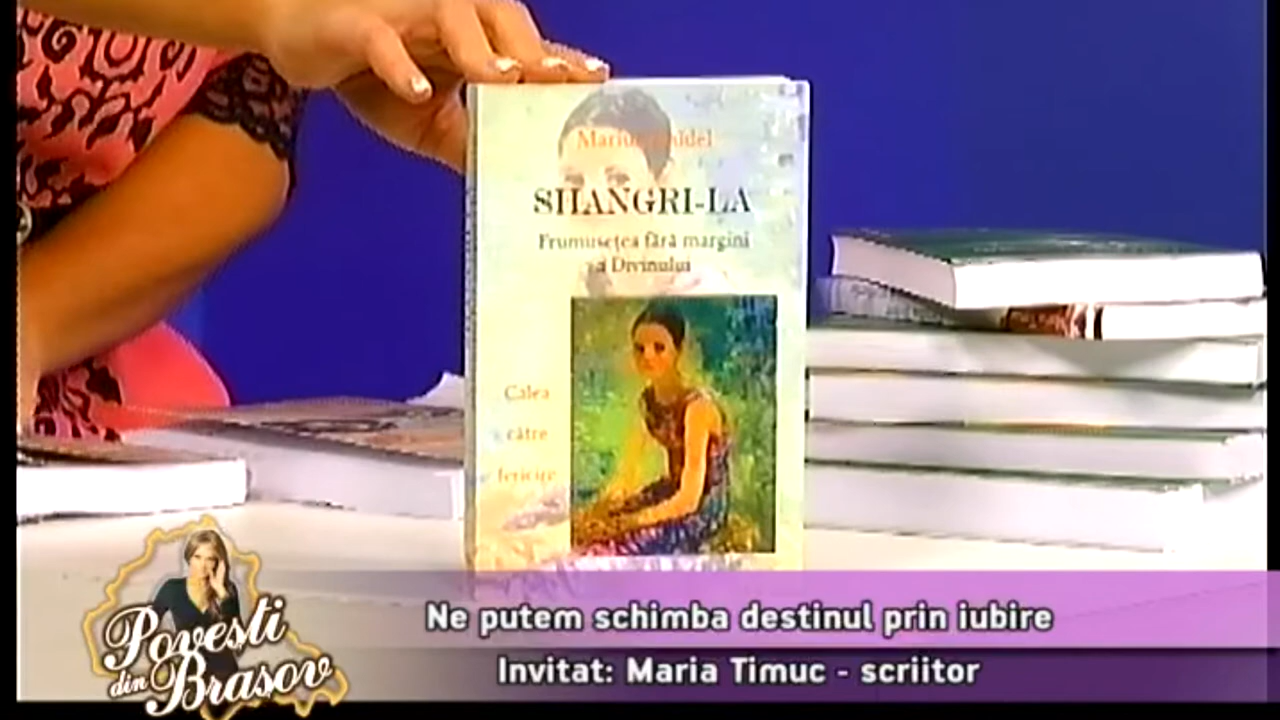 SHANGRI-LA
Frumusețea fără margini
a Divinului
Calea
către
fericire
Povesti
din Brasov
Ne putem schimba destinul prin iubire
Invitat: Maria Timuc - scriitor